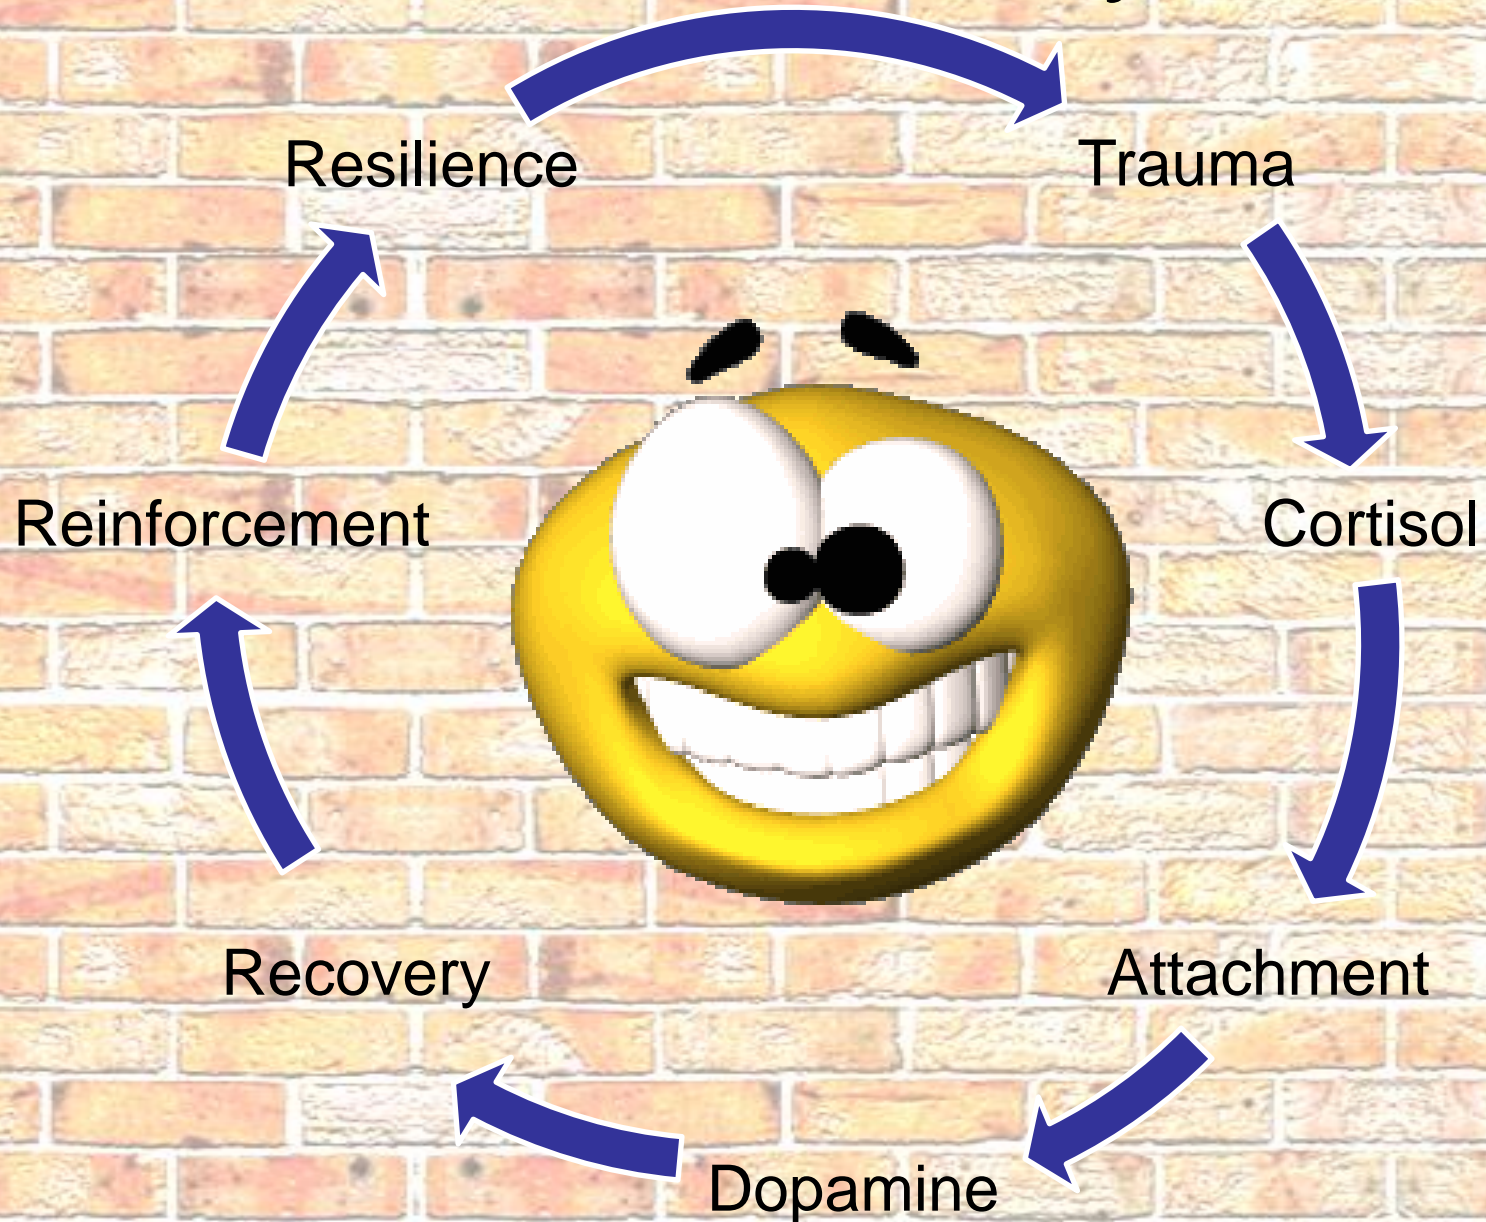 Resilience
Trauma
Reinforcement
Cortisol
Recovery
Attachment
Dopamine